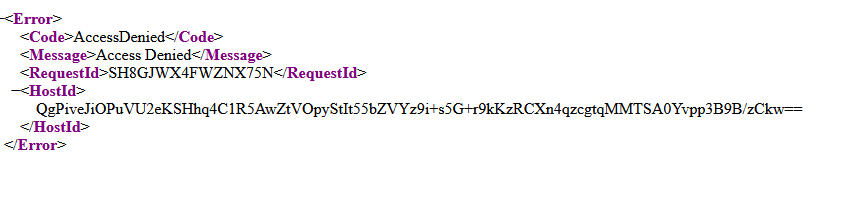 -<Error>
<Code>AccessDenied</Code>
<Message>Access Denied</Message>
<RequestId>SH8GJWX4FWZNX75N</RequestId>
-<HostId>
QgPiveJiOPuVU2eKSHhq4C1R5AwZtVOpyStIt55bZVYz9i+s5G+r9kKzRCXn4qzcgtqMMTSA0Yvpp3B9B/zCkw==
</HostId>
</Error>